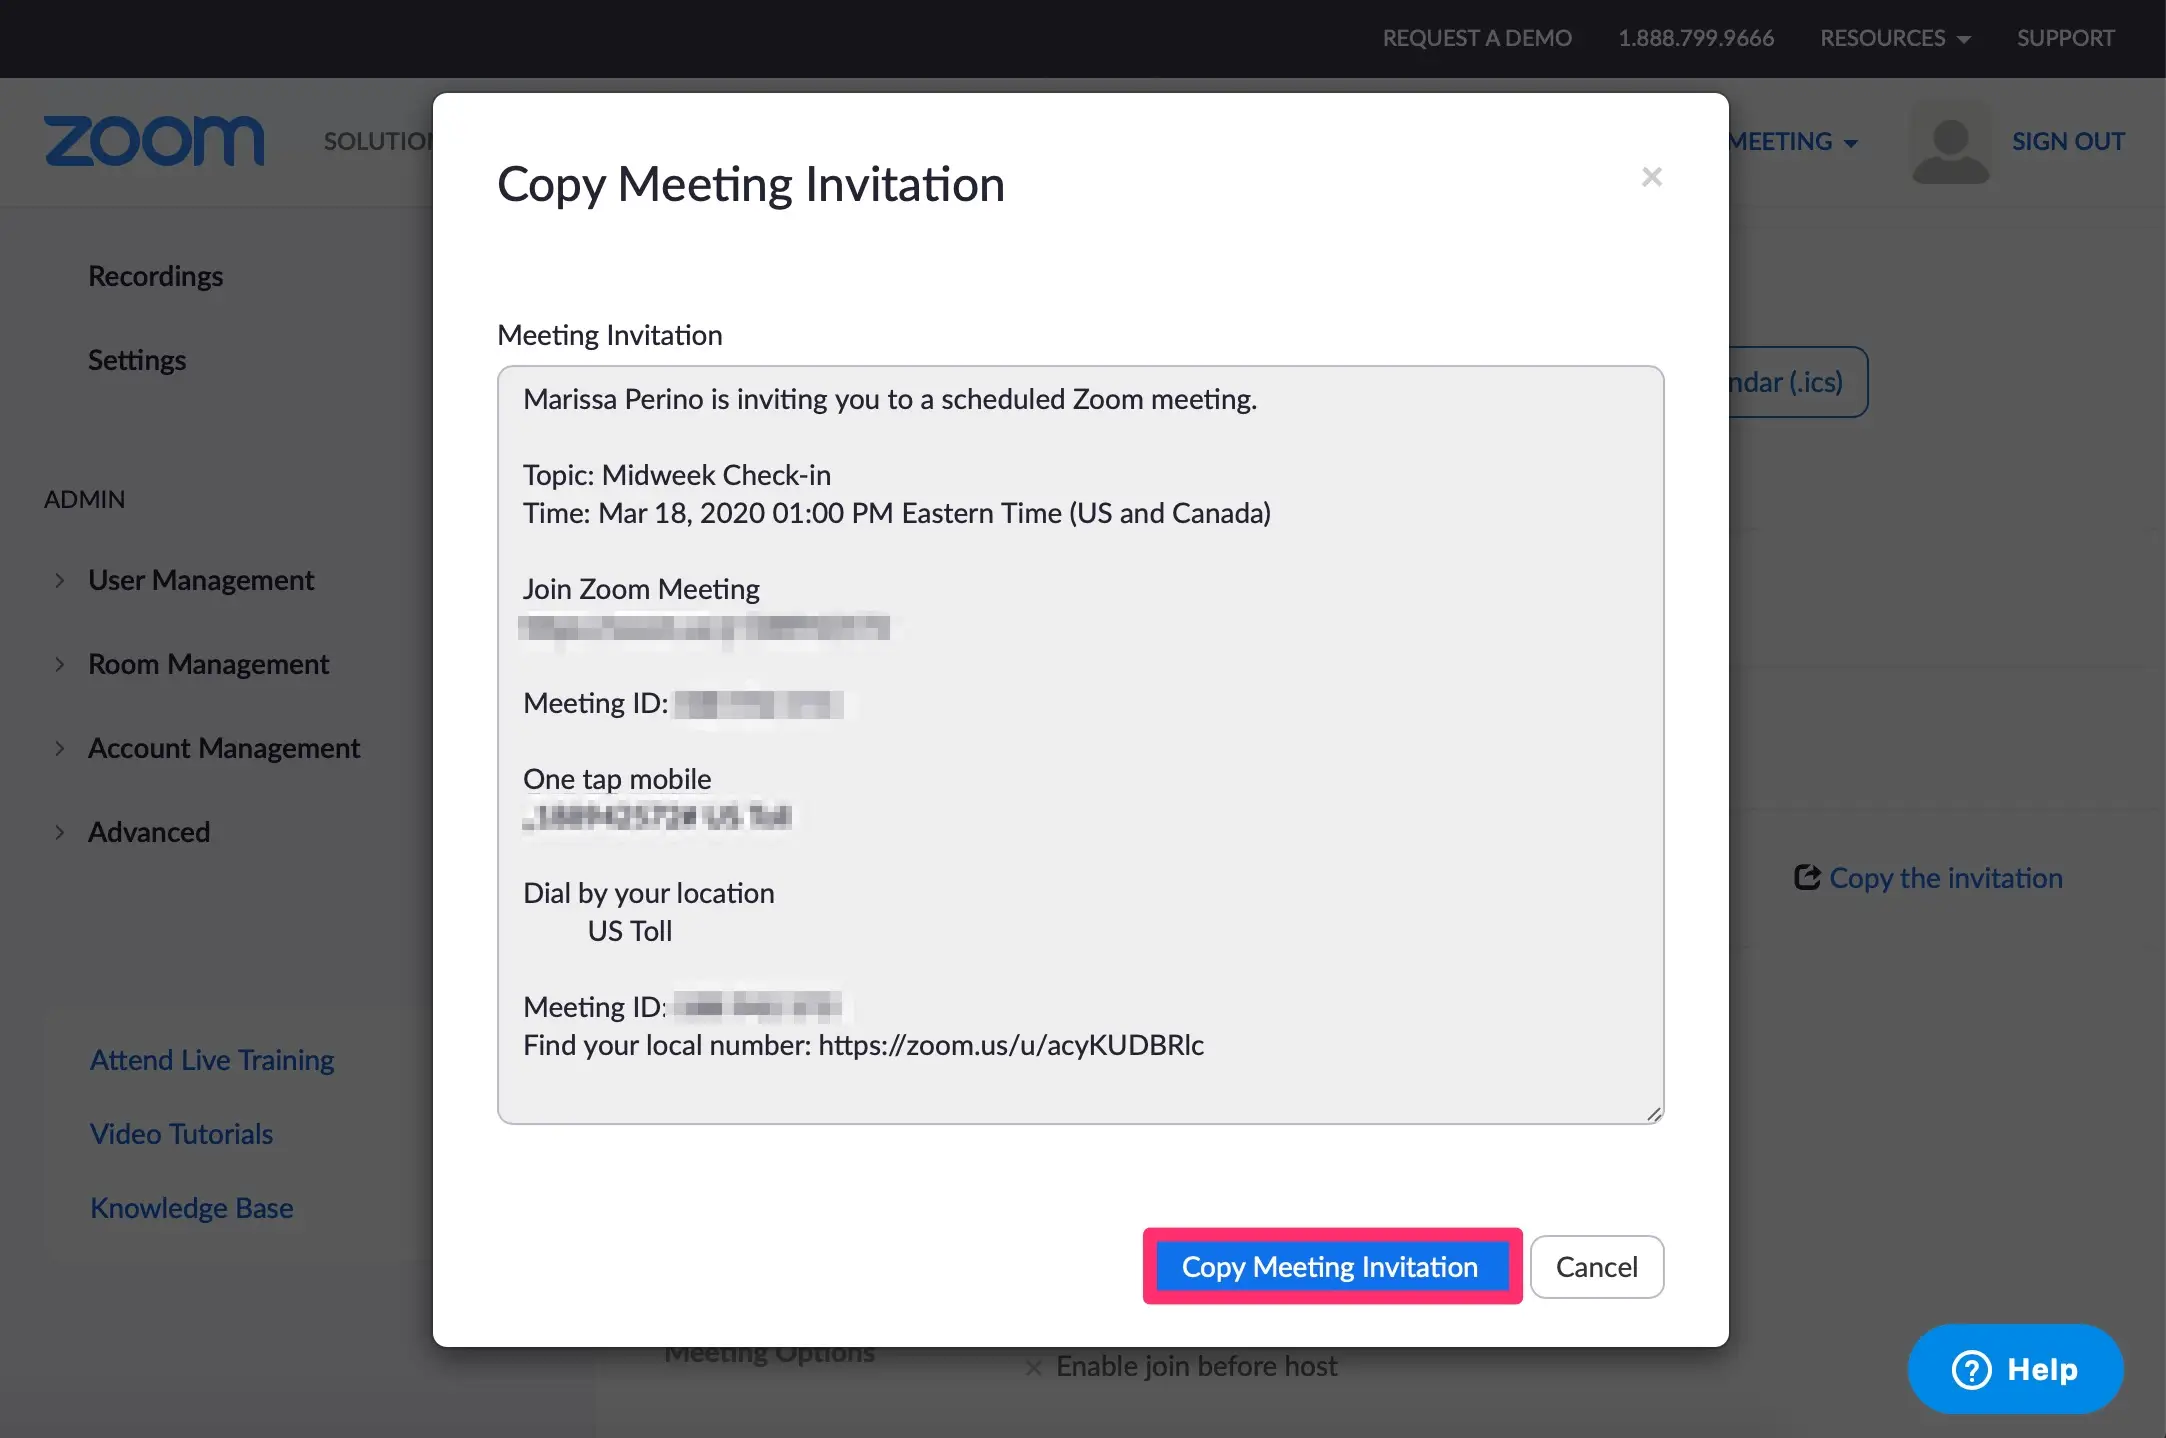 REQUEST A DEMO 1.888.799.9666 RESOURCES SUPPORT
zoom SOLUTION MEETING SIGN OUT
Copy Meeting Invitation
×
Recordings
Settings
ADMIN
User Management
Room Management
Account Management
Advanced
Attend Live Training
Video Tutorials
Knowledge Base
Meeting Invitation
Marissa Perino is inviting you to a scheduled Zoom meeting.
Topic: Midweek Check-in
Time: Mar 18, 2020 01:00 PM Eastern Time (US and Canada)
Join Zoom Meeting
Meeting ID:
One tap mobile
Dial by your location
US Toll
Meeting ID:
Find your local number: https://zoom.us/u/acyKUDBRlc
Copy Meeting Invitation Cancel
ndar (.ics)
Copy the invitation
Meeting Options
× Enable join before host
? Help